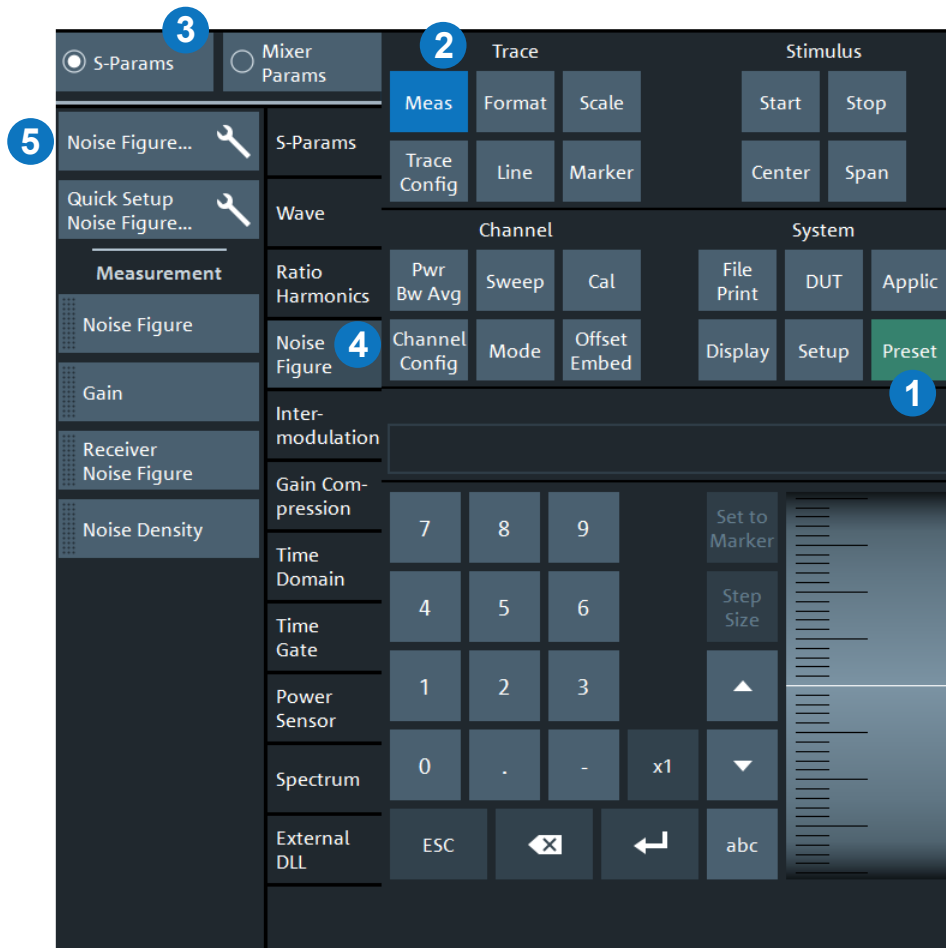 3
S-Params
Mixer
Params
5
Noise Figure...
Quick Setup
Noise Figure...
Measurement
Noise Figure
Gain
Receiver
Noise Figure
Noise Density
S-Params
Wave
Ratio
Harmonics
Noise
Figure
4
Inter-
modulation
Gain Com-
pression
Time
Domain
Time
Gate
Power
Sensor
Spectrum
External
DLL
2
Trace
Meas
Format
Scale
Trace
Config
Line
Marker
Stimulus
Start
Stop
Center
Span
Channel
Pwr
Bw Avg
Sweep
Cal
Channel
Config
Mode
Offset
Embed
System
File
Print
DUT
Applic
Display
Setup
Preset
1
7
8
9
Set to
Marker
4
5
6
Step
Size
1
2
3
0
.
-
x1
ESC
abc